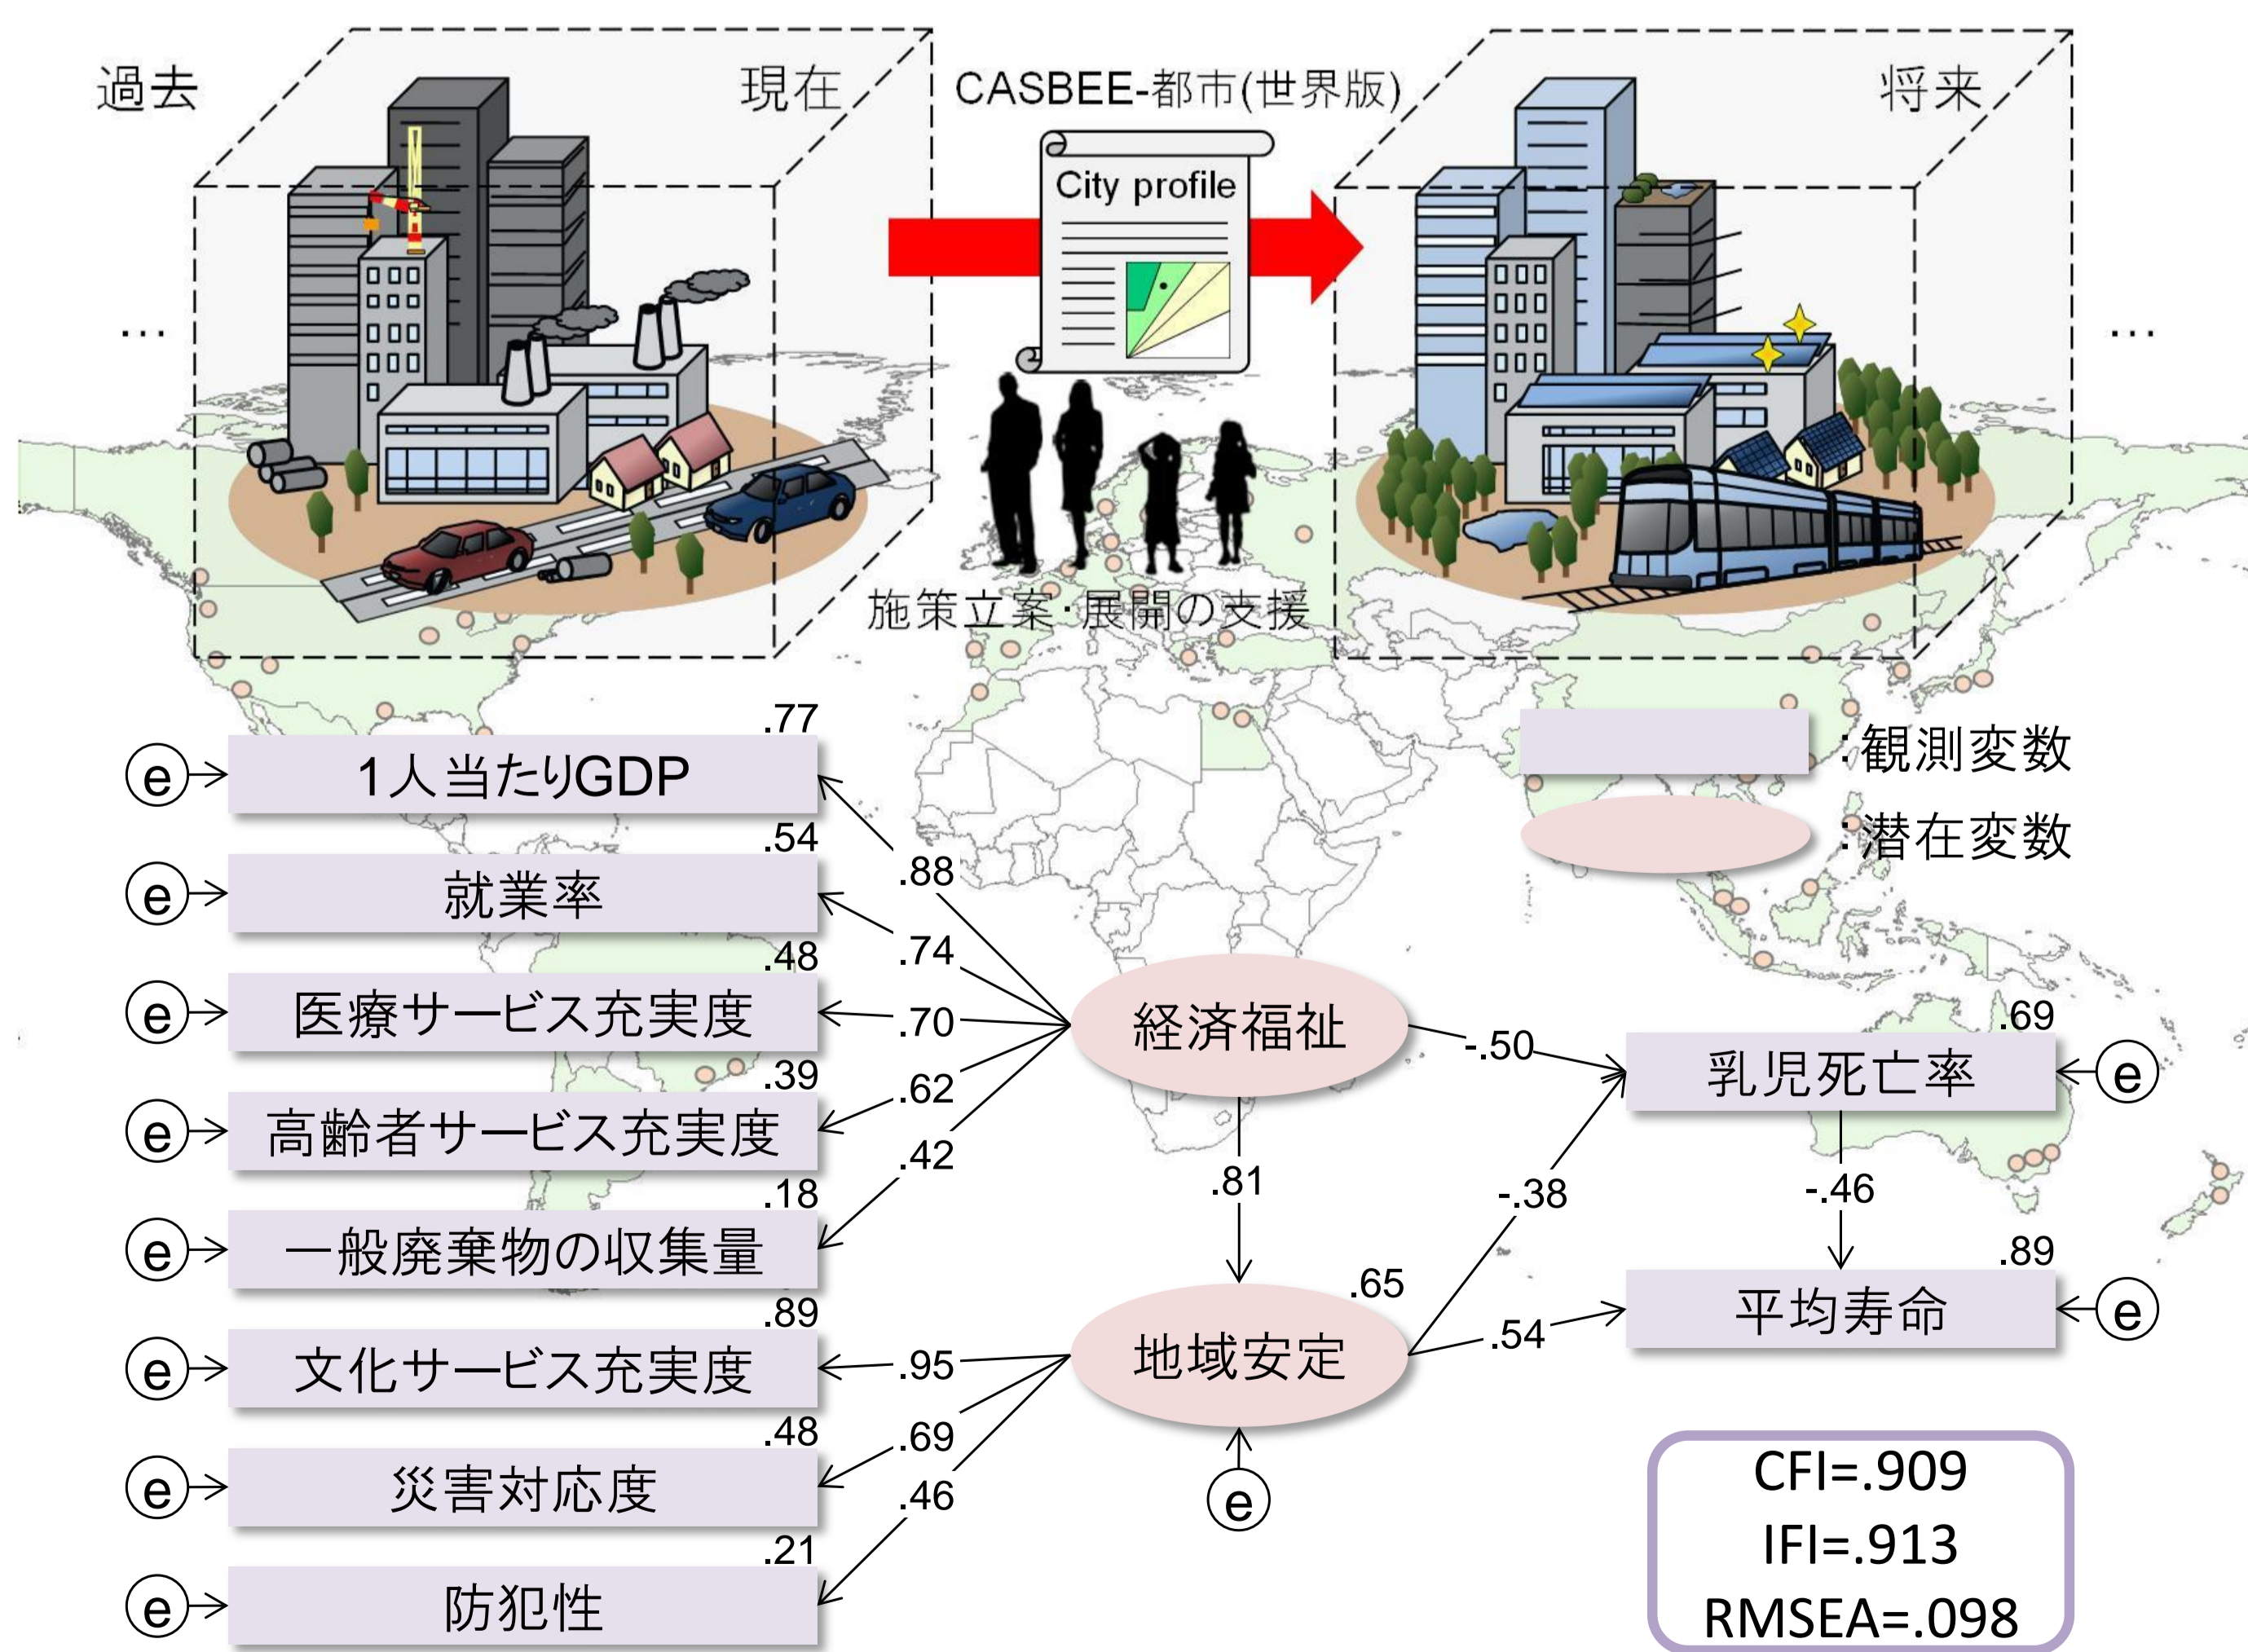 過去
現在
CASBEE-都市(世界版)
将来
City profile
…
…
施策立案・展開の支援
.77
e
1人当たりGDP
:観測変数
.54
.88
:潜在変数
e
就業率
.48
.74
e
医療サービス充実度
.70
経済福祉
-.50
.69
乳児死亡率
e
.39
.62
e
高齢者サービス充実度
.42
.81
-.38
-.46
.18
e
一般廃棄物の収集量
.65
.89
.89
e
文化サービス充実度
.95
地域安定
.54
平均寿命
e
.48
.69
e
災害対応度
.46
e
.21
e
防犯性
CFI=.909
IFI=.913
RMSEA=.098